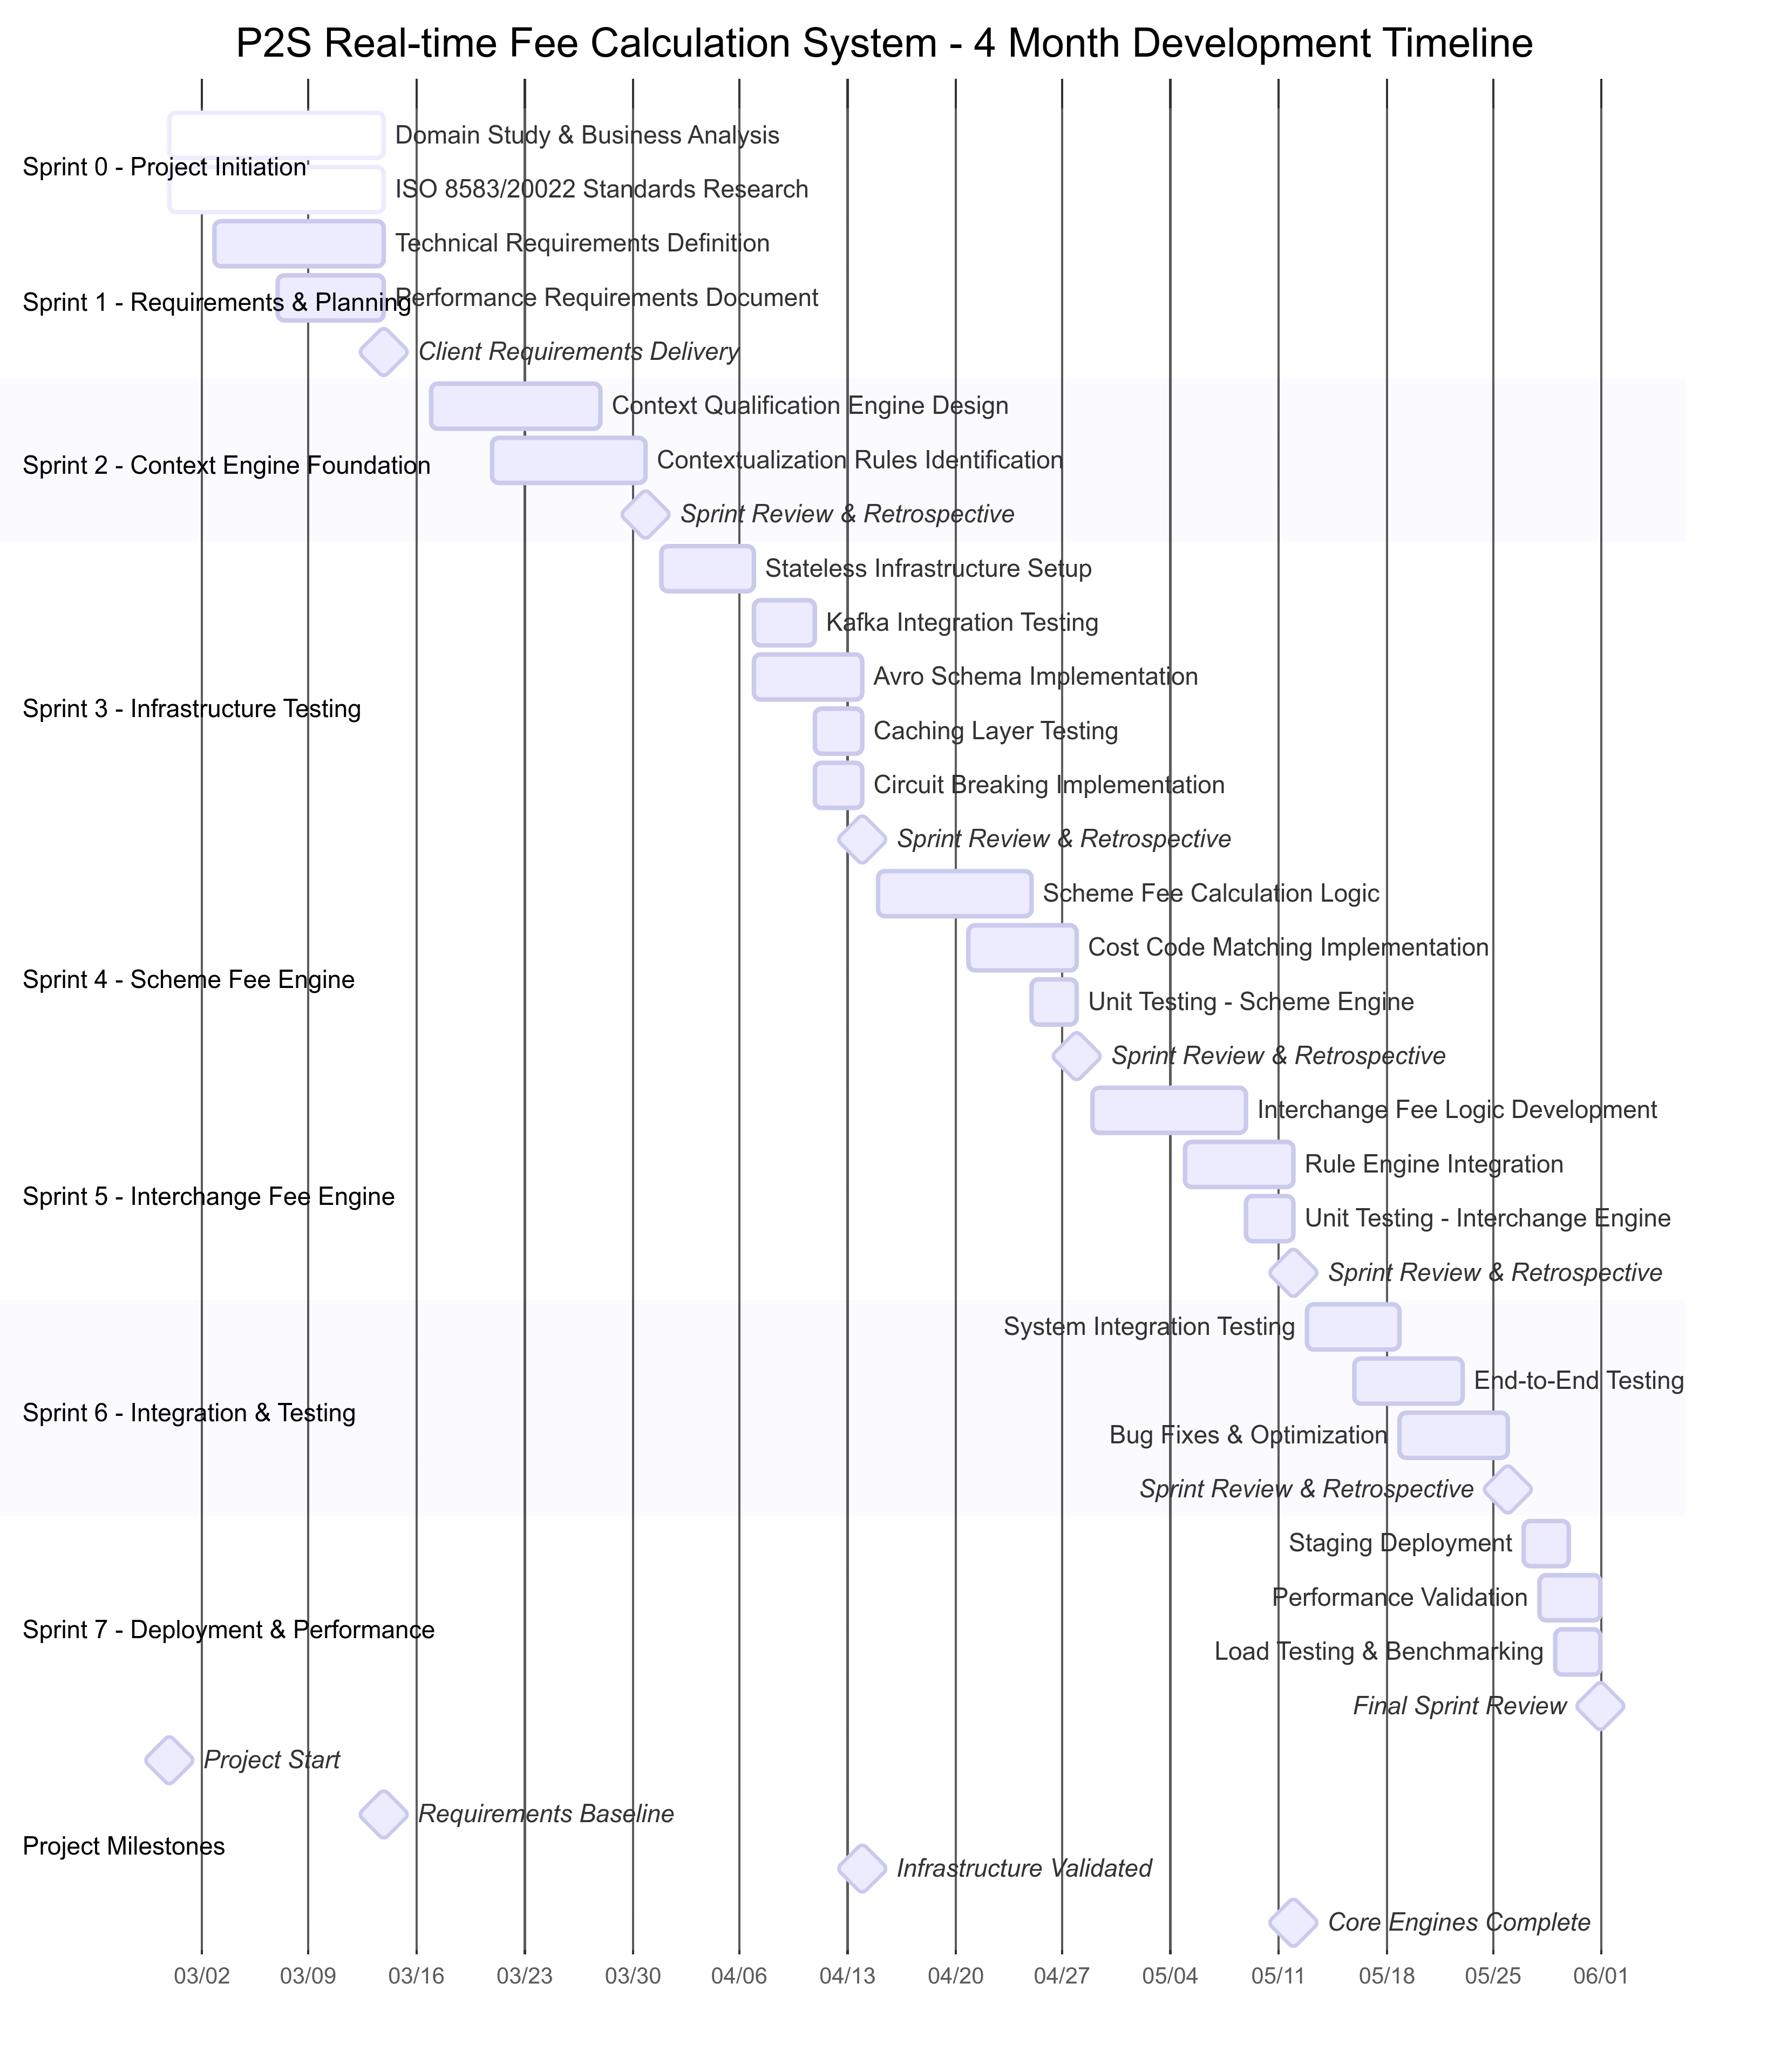 P2S Real-time Fee Calculation System - 4 Month Development Timeline
Domain Study & Business Analysis
Sprint 0 - Project Initiation
ISO 8583/20022 Standards Research
Technical Requirements Definition
Performance Requirements Document
Sprint 1 - Requirements & Planning
Client Requirements Delivery
Context Qualification Engine Design
Contextualization Rules Identification
Sprint 2 - Context Engine Foundation
Sprint Review & Retrospective
Stateless Infrastructure Setup
Kafka Integration Testing
Avro Schema Implementation
Sprint 3 - Infrastructure Testing
Caching Layer Testing
Circuit Breaking Implementation
Sprint Review & Retrospective
Scheme Fee Calculation Logic
Cost Code Matching Implementation
Sprint 4 - Scheme Fee Engine
Unit Testing - Scheme Engine
Sprint Review & Retrospective
Interchange Fee Logic Development
Rule Engine Integration
Sprint 5 - Interchange Fee Engine
Unit Testing - Interchange Engine
Sprint Review & Retrospective
System Integration Testing
End-to-End Testing
Sprint 6 - Integration & Testing
Bug Fixes & Optimization
Sprint Review & Retrospective
Staging Deployment
Performance Validation
Sprint 7 - Deployment & Performance
Load Testing & Benchmarking
Final Sprint Review
Project Start
Requirements Baseline
Project Milestones
Infrastructure Validated
Core Engines Complete
03/02 03/09 03/16 03/23 03/30 04/06 04/13 04/20 04/27 05/04 05/11 05/18 05/25 06/01